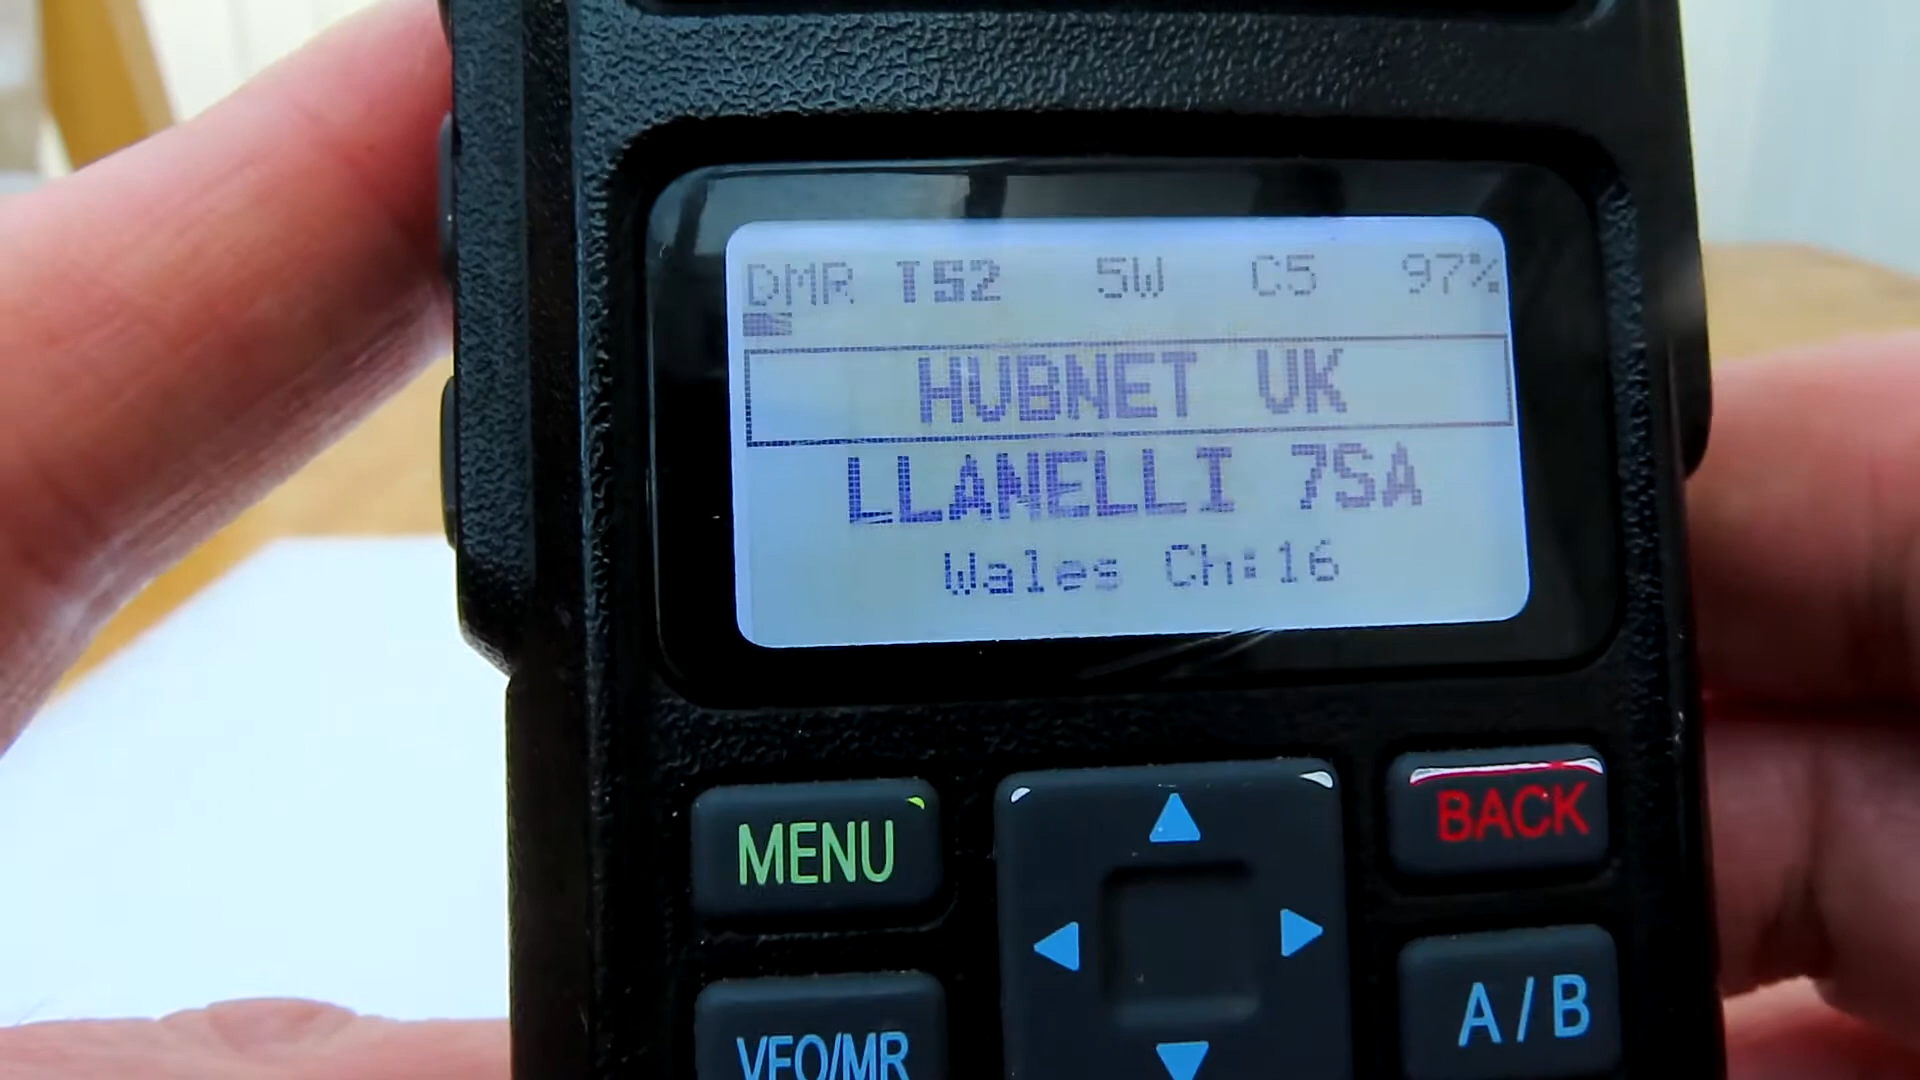 DMR TS2 5W C5 97%
HUBNET UK
LLANELLI 7SA
Wales Ch:16
MENU
BACK
A/B
VFO/MR